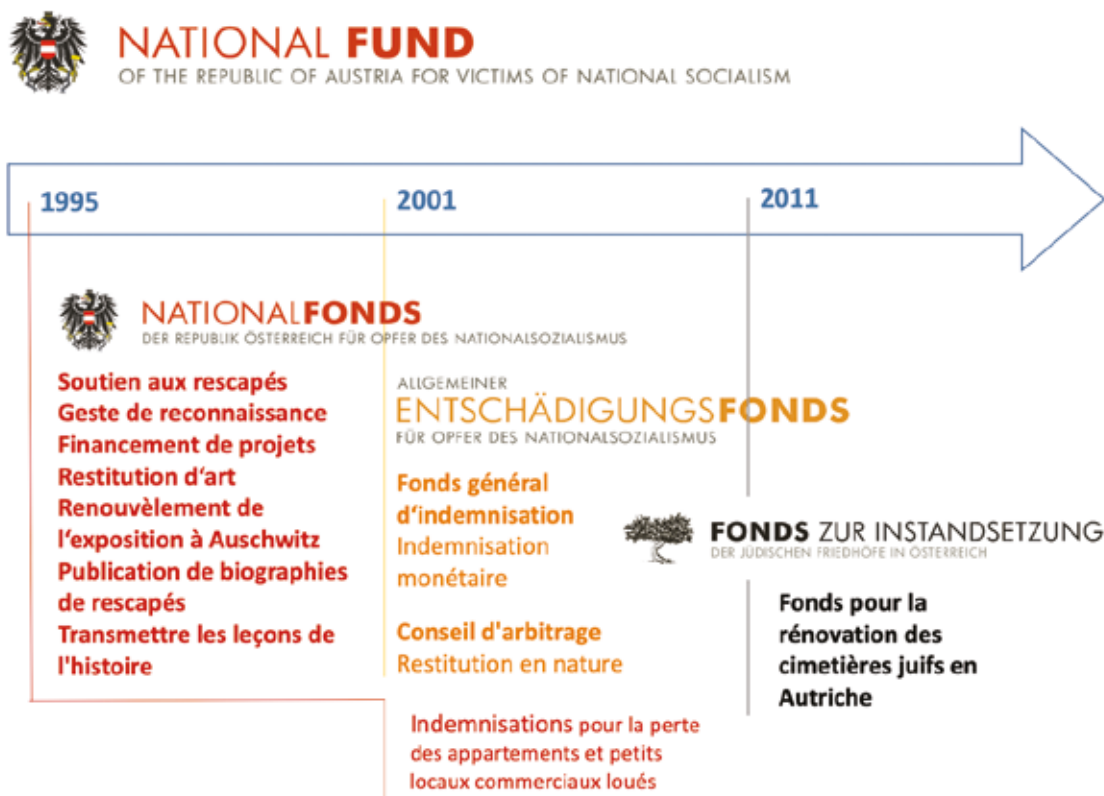 NATIONAL FUND
OF THE REPUBLIC OF AUSTRIA FOR VICTIMS OF NATIONAL SOCIALISM
1995
2001
2011
NATIONALFONDS
DER REPUBLIK ÖSTERREICH FÜR OPFER DES NATIONALSOZIALISMUS
Soutien aux rescapés
Geste de reconnaissance
Financement de projets
Restitution d‘art
Renouvèlement de
l‘exposition à Auschwitz
Publication de biographies
de rescapés
Transmettre les leçons de
l'histoire
ALLGEMEINER
ENTSCHÄDIGUNGSFONDS
FÜR OPFER DES NATIONALSOZIALISMUS
Fonds général
d‘indemnisation
Indemnisation
monétaire
Conseil d'arbitrage
Restitution en nature
Indemnisations pour la perte
des appartements et petits
locaux commerciaux loués
FONDS ZUR INSTANDSETZUNG
DER JÜDISCHEN FRIEDHÖFE IN ÖSTERREICH
Fonds pour la
rénovation des
cimetières juifs en
Autriche